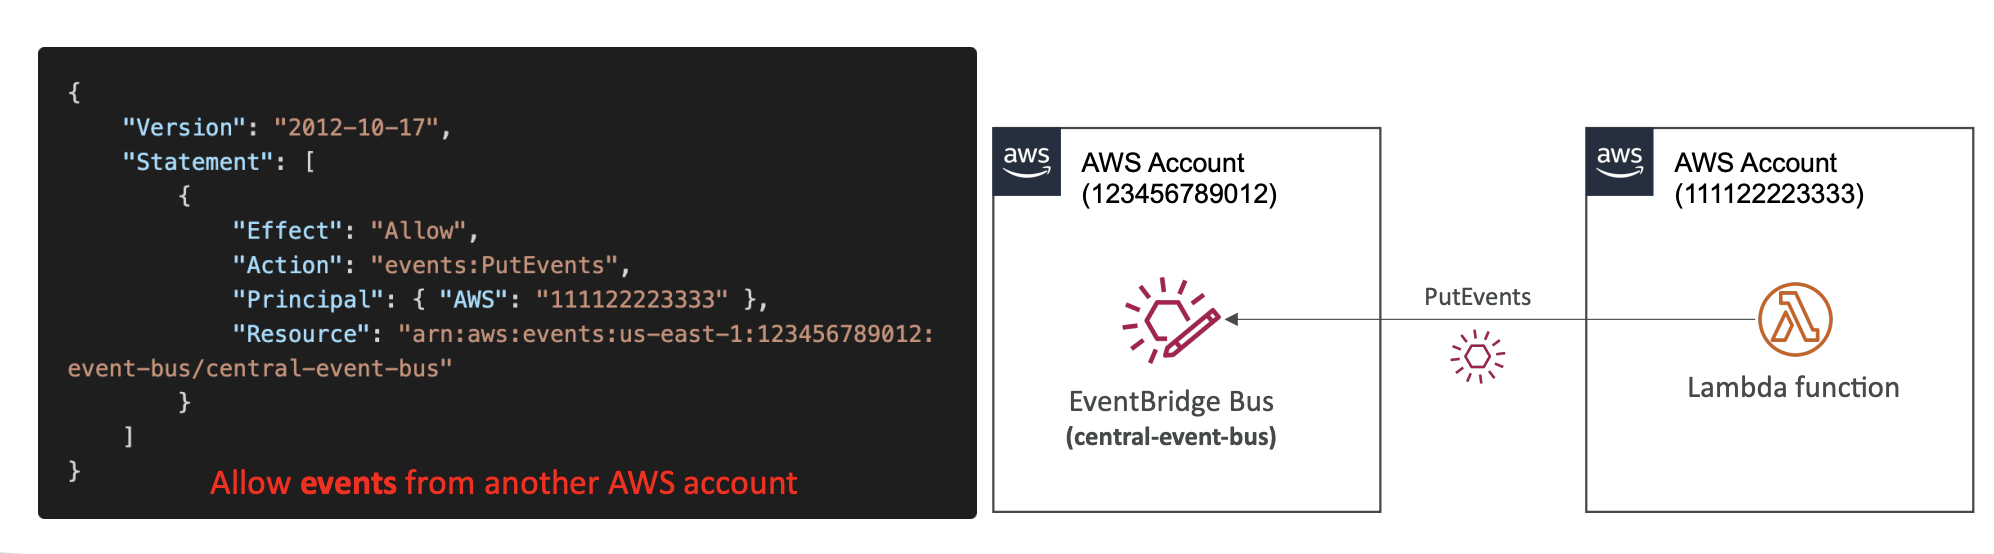 {
    "Version": "2012-10-17",
    "Statement": [
        {
            "Effect": "Allow",
            "Action": "events:PutEvents",
            "Principal": { "AWS": "111122223333" },
            "Resource": "arn:aws:events:us-east-1:123456789012:
event-bus/central-event-bus"
        }
    ]
}
Allow events from another AWS account
aws
AWS Account
(123456789012)
EventBridge Bus
(central-event-bus)
PutEvents
aws
AWS Account
(111122223333)
Lambda function